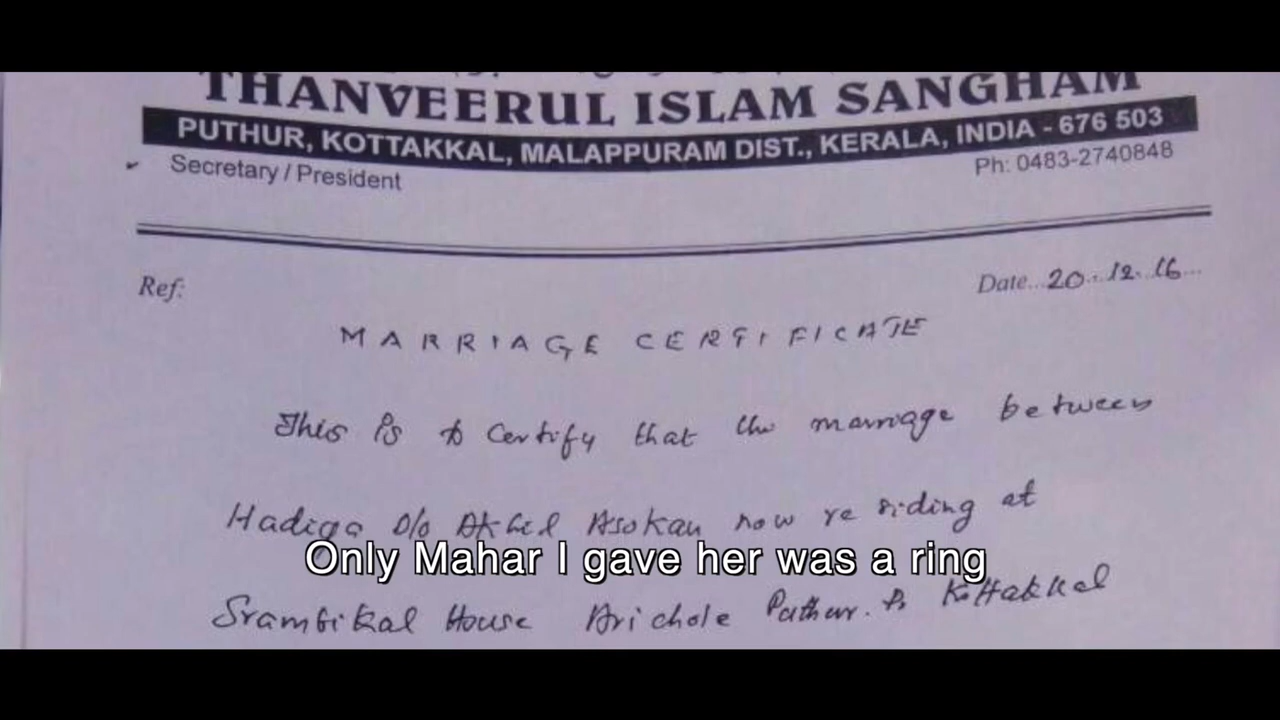 THANVEERUL ISLAM SANGHAM
PUTHUR, KOTTAKKAL, MALAPPURAM DIST., KERALA, INDIA - 676 503
Secretary / President
Ph: 0483-2740848
Ref:
Date...20..12..16...
MARRIAGE CERTIFICATE
This is to certify that the marriage between
Hadiya D/o Akhil Asokan now residing at
Only Mahar I gave her was a ring
Srambikal House Arichole Puthur. Po Kottakkal